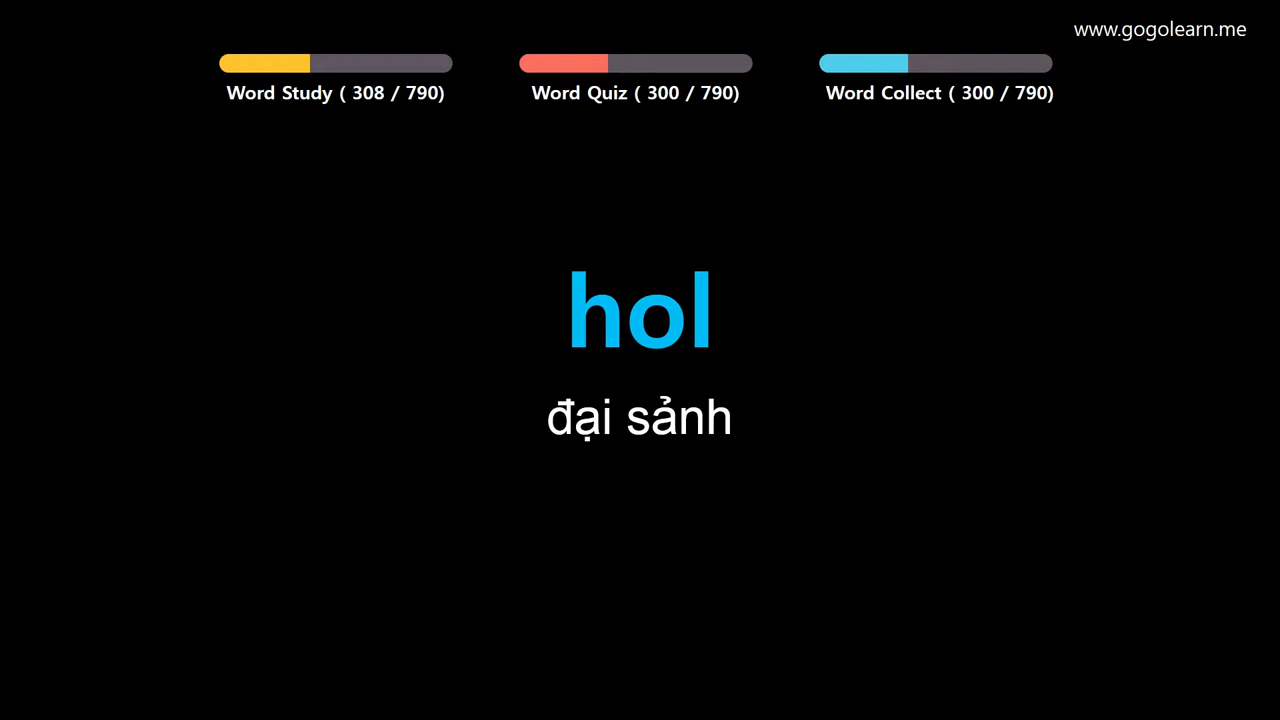 www.gogolearn.me
Word Study ( 308 / 790)
Word Quiz ( 300 / 790)
Word Collect ( 300 / 790)
hol
đại sảnh